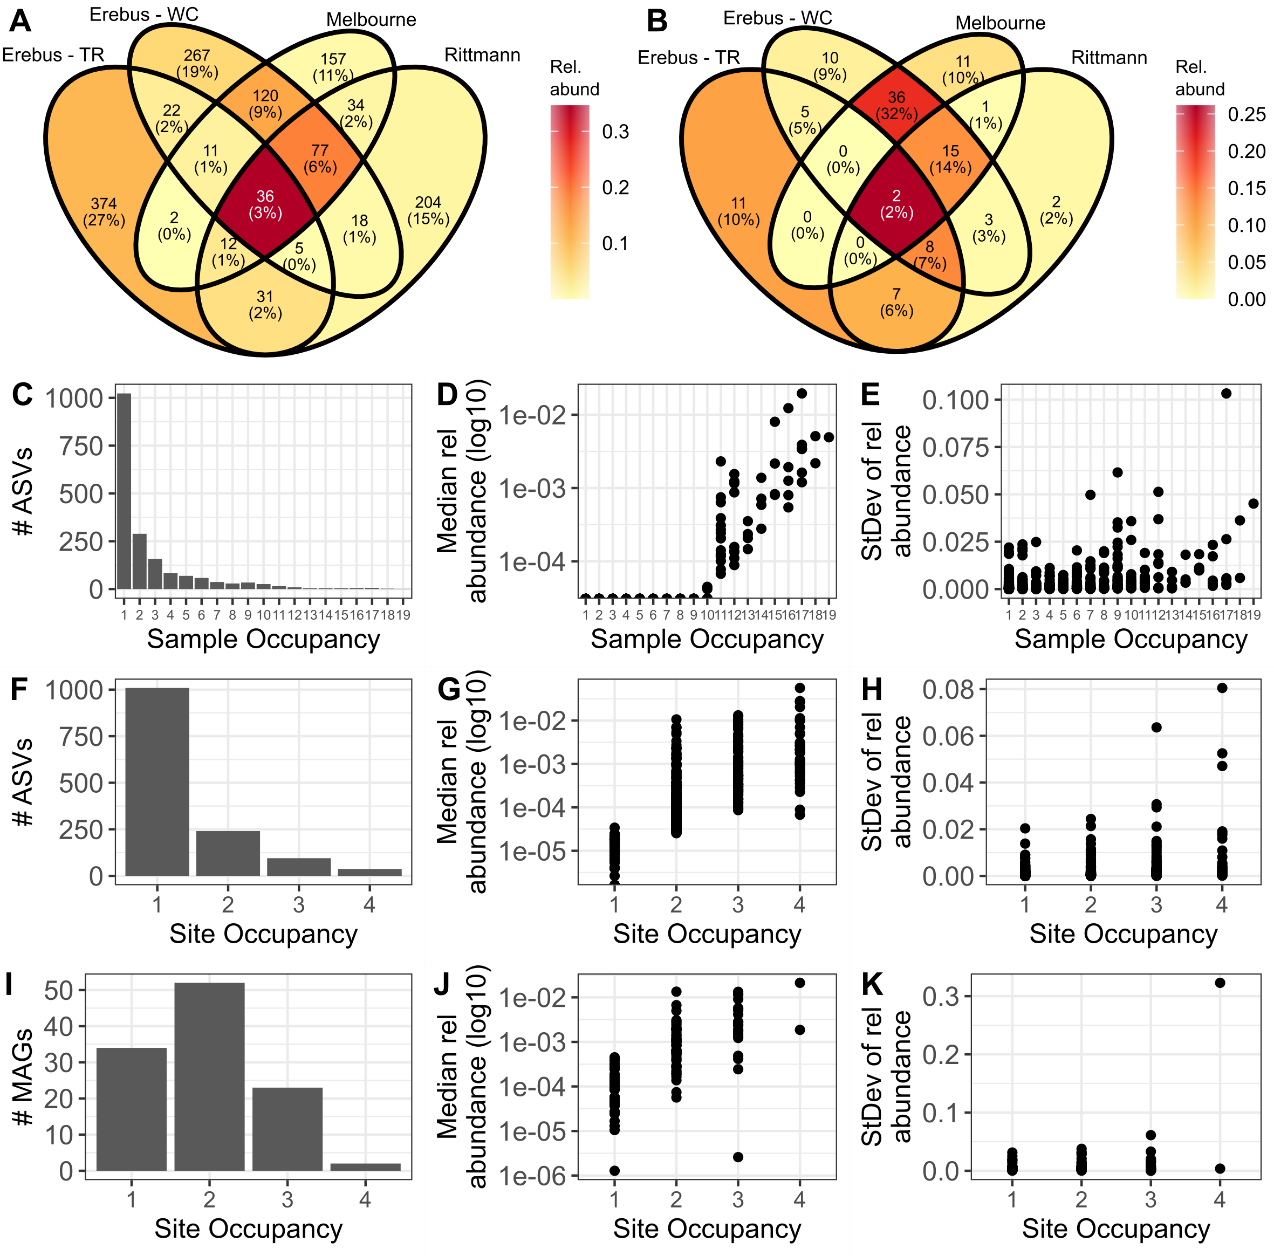 A
Erebus - WC
Melbourne
Erebus - TR
Rittmann
267
(19%)
157
(11%)
22
(2%)
120
(9%)
34
(2%)
11
(1%)
77
(6%)
374
(27%)
36
(3%)
204
(15%)
2
(0%)
18
(1%)
12
(1%)
5
(0%)
31
(2%)
Rel.
abund
0.3
0.2
0.1
B
Erebus - WC
Melbourne
Erebus - TR
Rittmann
10
(9%)
11
(10%)
5
(5%)
36
(32%)
1
(1%)
0
(0%)
15
(14%)
11
(10%)
2
(2%)
2
(2%)
0
(0%)
3
(3%)
0
(0%)
8
(7%)
7
(6%)
Rel.
abund
0.25
0.20
0.15
0.10
0.05
0.00
C
# ASVs
1000
750
500
250
0
1 2 3 4 5 6 7 8 9 10 11 12 13 14 15 16 17 18 19
Sample Occupancy
D
Median rel
abundance (log10)
1e-02
1e-03
1e-04
1 2 3 4 5 6 7 8 9 10 11 12 13 14 15 16 17 18 19
Sample Occupancy
E
StDev of rel
abundance
0.100
0.075
0.050
0.025
0.000
1 2 3 4 5 6 7 8 9 10 11 12 13 14 15 16 17 18 19
Sample Occupancy
F
# ASVs
1000
750
500
250
0
1 2 3 4
Site Occupancy
G
Median rel
abundance (log10)
1e-02
1e-03
1e-04
1e-05
1 2 3 4
Site Occupancy
H
StDev of rel
abundance
0.08
0.06
0.04
0.02
0.00
1 2 3 4
Site Occupancy
I
# MAGs
50
40
30
20
10
0
1 2 3 4
Site Occupancy
J
Median rel
abundance (log10)
1e-02
1e-03
1e-04
1e-05
1e-06
1 2 3 4
Site Occupancy
K
StDev of rel
abundance
0.3
0.2
0.1
0.0
1 2 3 4
Site Occupancy